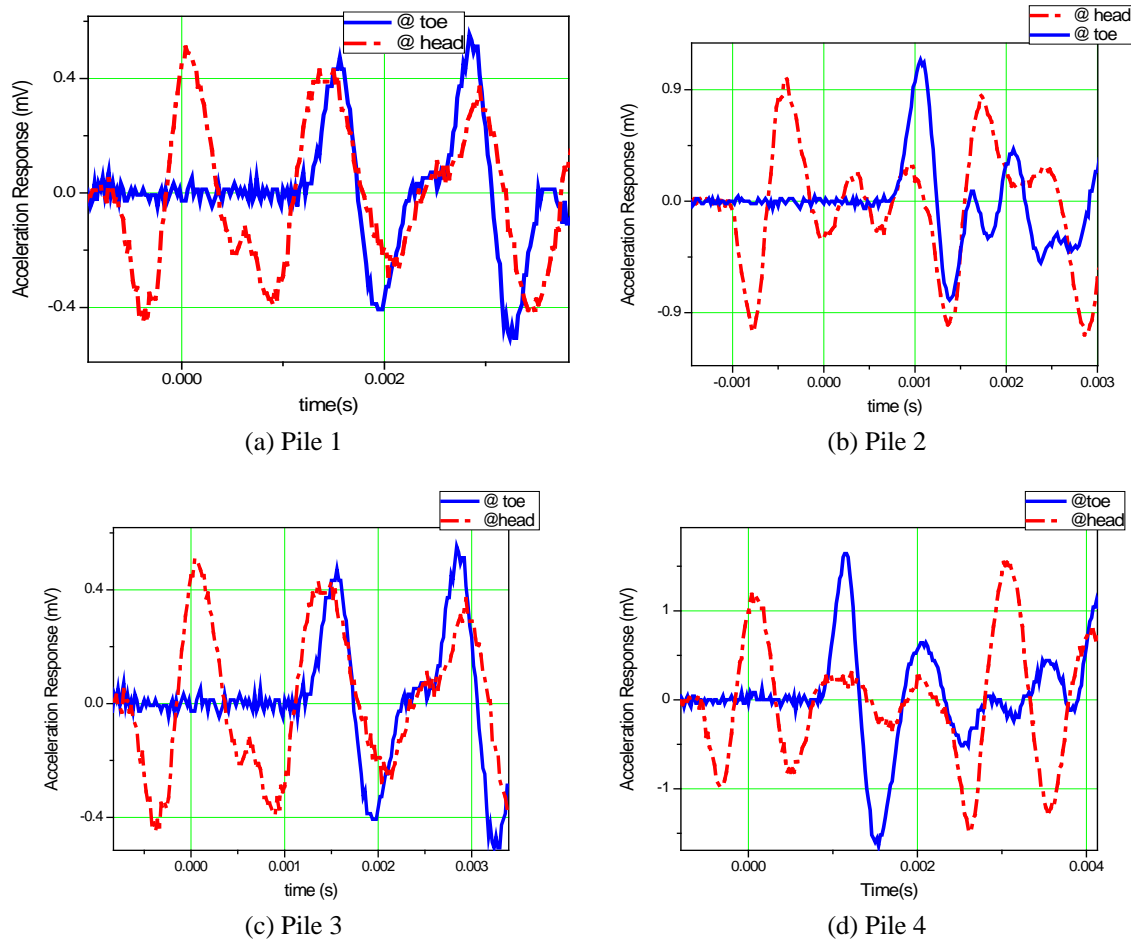 @ toe
@ head
Acceleration Response (mV)
0.4
0.0
-0.4
0.000
0.002
time(s)
(a) Pile 1
@ head
@ toe
Acceleration Response (mV)
0.9
0.0
-0.9
-0.001
0.000
0.001
0.002
0.003
time (s)
(b) Pile 2
@ toe
@head
Acceleration Response (mV)
0.4
0.0
-0.4
0.000
0.001
0.002
0.003
time (s)
(c) Pile 3
@toe
@head
Acceleration Response (mV)
1
0
-1
0.000
0.002
0.004
Time(s)
(d) Pile 4